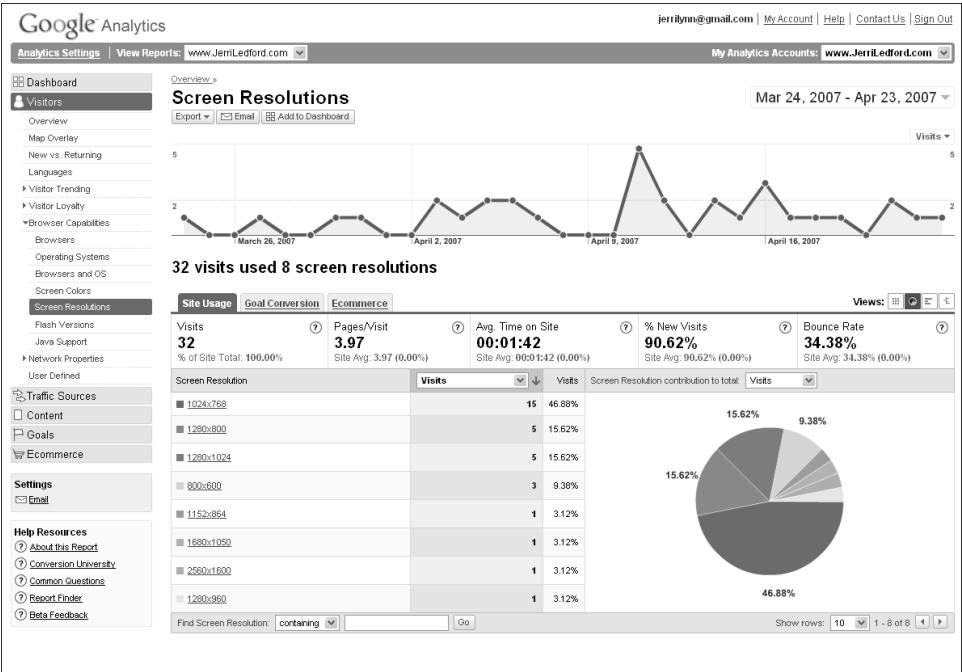 Google Analytics
jerrilynn@gmail.com | My Account | Help | Contact Us | Sign Out
Analytics Settings | View Reports: www.JerriLedford.com
My Analytics Accounts: www.JerriLedford.com
Dashboard
Visitors
Overview
Map Overlay
New vs. Returning
Languages
Visitor Trending
Visitor Loyalty
Browser Capabilities
Browsers
Operating Systems
Browsers and OS
Screen Colors
Screen Resolutions
Flash Versions
Java Support
Network Properties
User Defined
Traffic Sources
Content
Goals
Ecommerce
Settings
Email
Help Resources
About this Report
Conversion University
Common Questions
Report Finder
Beta Feedback
Overview »
Screen Resolutions
Mar 24, 2007 - Apr 23, 2007
Export Email Add to Dashboard
Visits
5 5
2 2
March 26, 2007 April 2, 2007 April 9, 2007 April 16, 2007
32 visits used 8 screen resolutions
Site Usage Goal Conversion Ecommerce
Views:
Visits ? Pages/Visit ? Avg. Time on Site ? % New Visits ? Bounce Rate ?
32 3.97 00:01:42 90.62% 34.38%
% of Site Total: 100.00% Site Avg: 3.97 (0.00%) Site Avg: 00:01:42 (0.00%) Site Avg: 90.62% (0.00%) Site Avg: 34.38% (0.00%)
Screen Resolution Visits Visits Screen Resolution contribution to total: Visits
1024x768 15 46.88%
1280x800 5 15.62%
1280x1024 5 15.62%
800x600 3 9.38%
1152x864 1 3.12%
1680x1050 1 3.12%
2560x1600 1 3.12%
1280x960 1 3.12%
15.62%
9.38%
15.62%
46.88%
Find Screen Resolution: containing Go
Show rows: 10 1 - 8 of 8